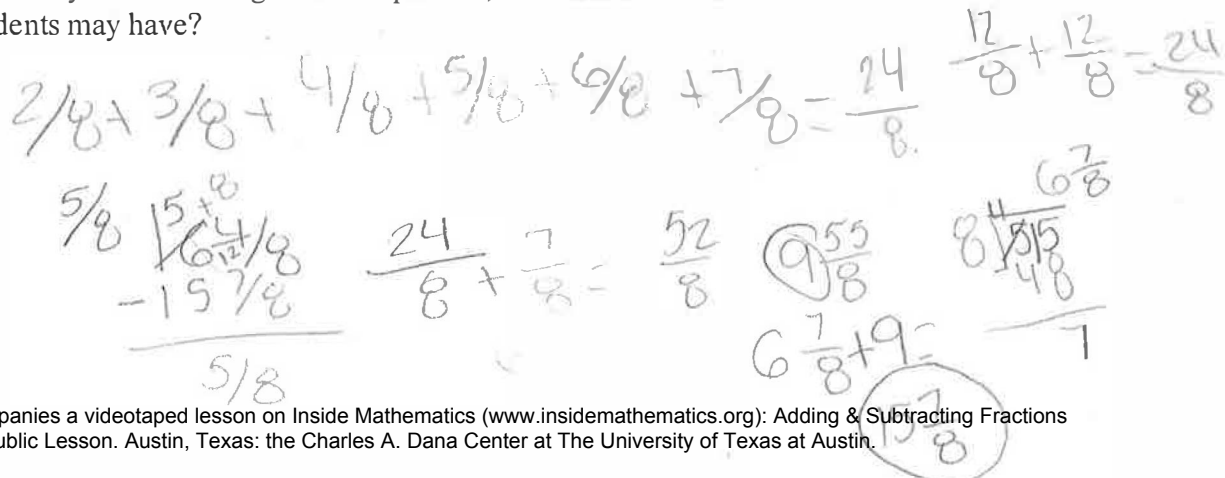 dents may have?
2/8 + 3/8 + 4/8 + 5/8 + 6/8 + 7/8 = 24/8
12/8 + 12/8 = 24/8
5/8
15 + 8
16 4/8
12
- 15 7/8
5/8
24/8 + 7/8 = 52/8
9 55/8
6 7/8 + 9 =
15 7/8
6 7/8
4
8 55
48
7
panies a videotaped lesson on Inside Mathematics (www.insidemathematics.org): Adding & Subtracting Fractions
ublic Lesson. Austin, Texas: the Charles A. Dana Center at The University of Texas at Austin.